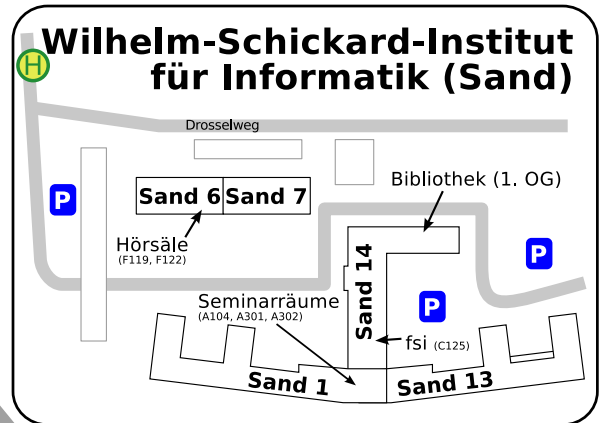 Wilhelm-Schickard-Institut
für Informatik (Sand)
H
Drosselweg
P
Sand 6
Sand 7
Bibliothek (1. OG)
Hörsäle
(F119, F122)
P
Seminarräume
(A104, A301, A302)
Sand 14
P
fsi (C125)
Sand 1
Sand 13